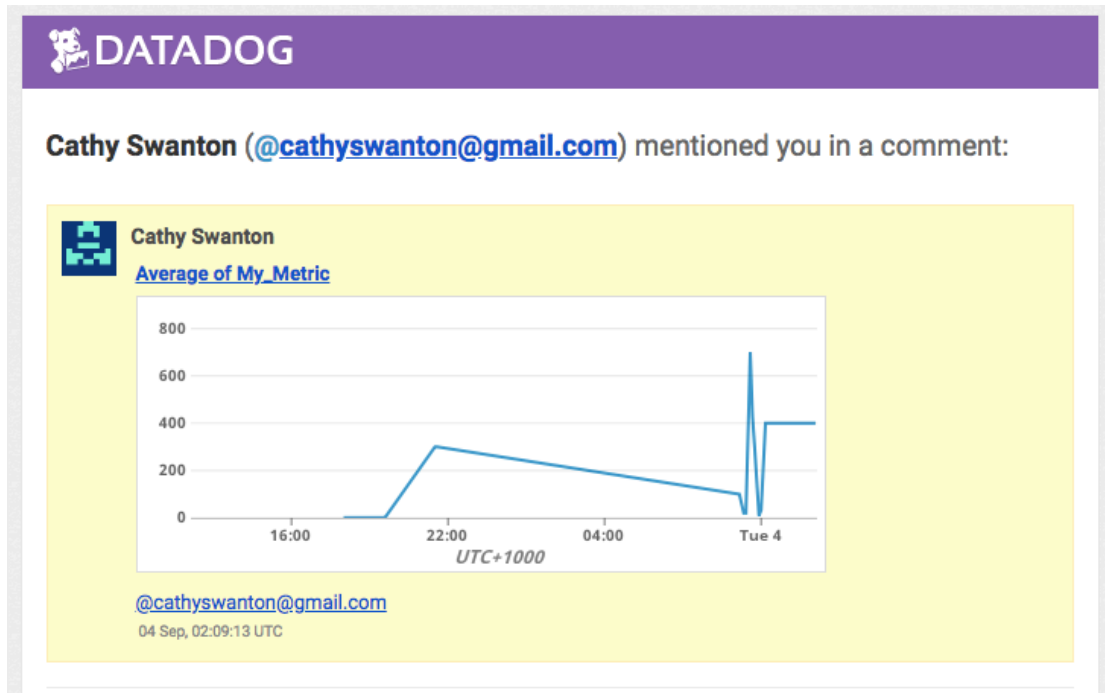 DATADOG
Cathy Swanton (@cathyswanton@gmail.com) mentioned you in a comment:
Cathy Swanton
Average of My_Metric
800
600
400
200
0
16:00 22:00 04:00 Tue 4
UTC+1000
@cathyswanton@gmail.com
04 Sep, 02:09:13 UTC